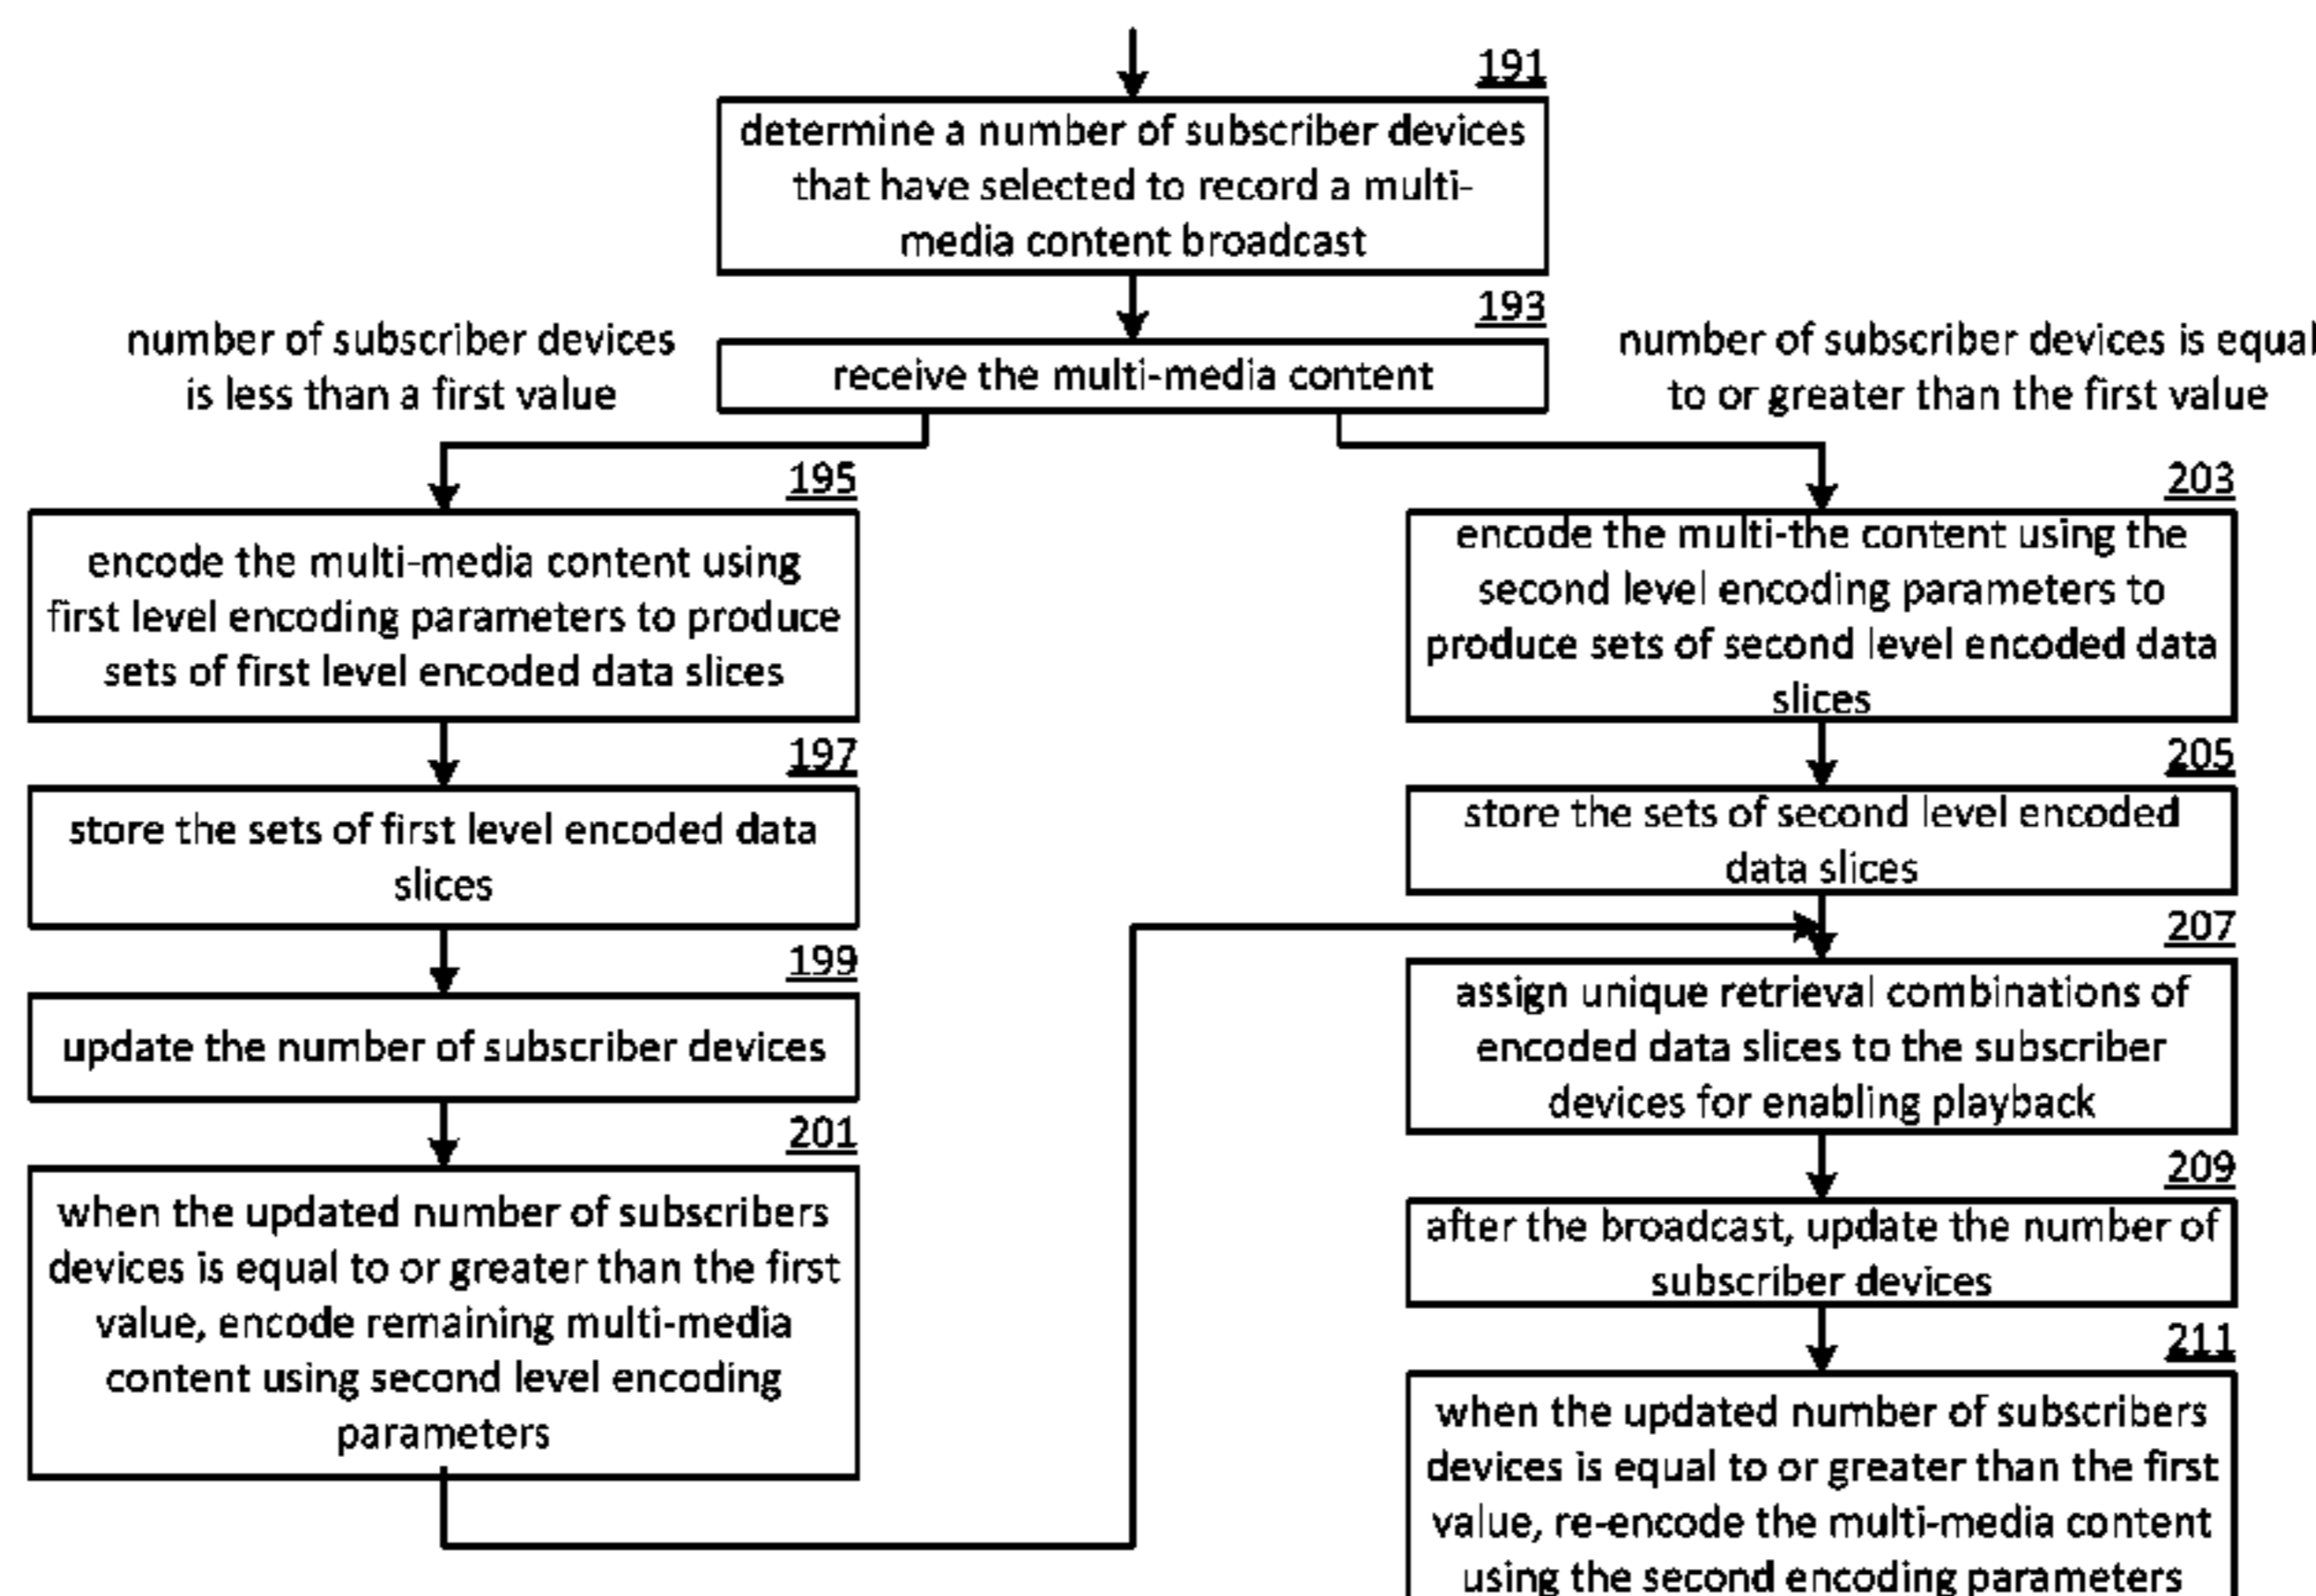 191
determine a number of subscriber devices
that have selected to record a multi-
media content broadcast
193
receive the multi-media content
number of subscriber devices
is less than a first value
number of subscriber devices is equal
to or greater than the first value
195
encode the multi-media content using
first level encoding parameters to produce
sets of first level encoded data slices
197
store the sets of first level encoded data
slices
199
update the number of subscriber devices
201
when the updated number of subscribers
devices is equal to or greater than the first
value, encode remaining multi-media
content using second level encoding
parameters
203
encode the multi-the content using the
second level encoding parameters to
produce sets of second level encoded data
slices
205
store the sets of second level encoded
data slices
207
assign unique retrieval combinations of
encoded data slices to the subscriber
devices for enabling playback
209
after the broadcast, update the number of
subscriber devices
211
when the updated number of subscribers
devices is equal to or greater than the first
value, re-encode the multi-media content
using the second encoding parameters